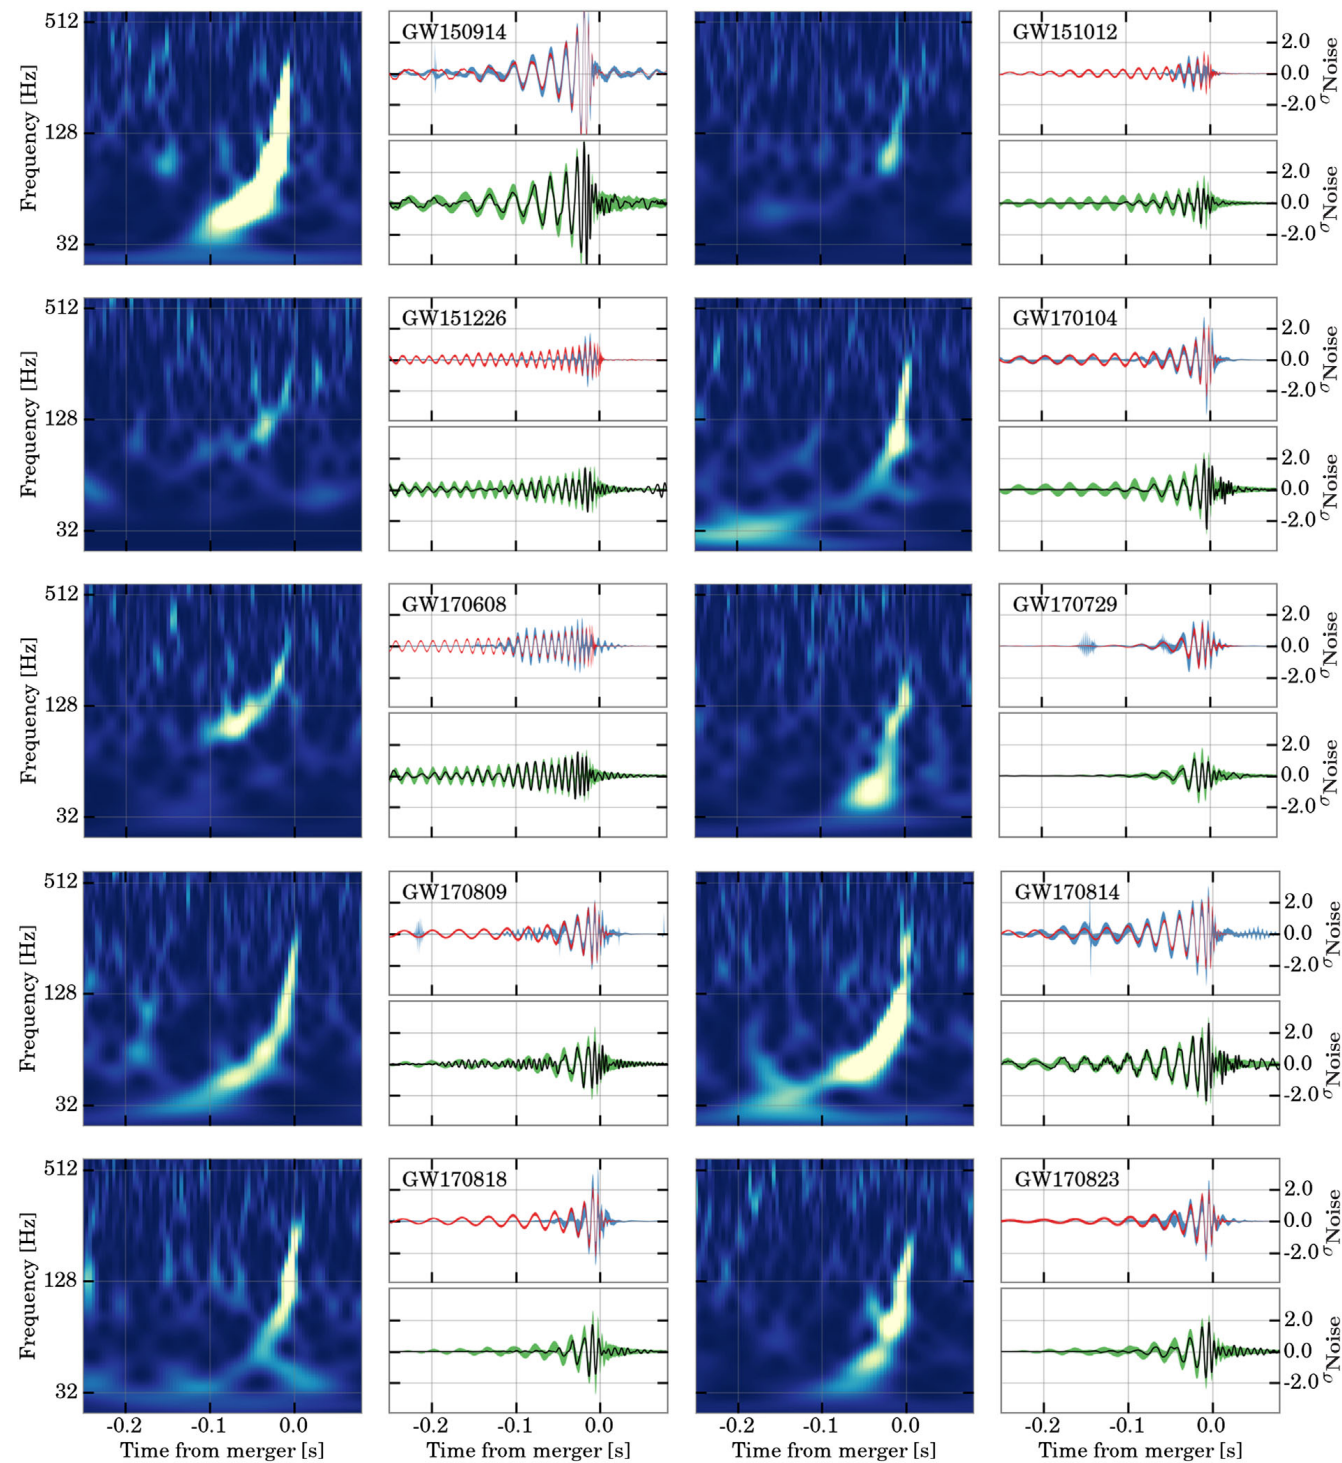 512
128
32
Frequency [Hz]
GW150914
GW151012
2.0
0.0
-2.0
σNoise
2.0
0.0
-2.0
σNoise
512
128
32
Frequency [Hz]
GW151226
GW170104
2.0
0.0
-2.0
σNoise
2.0
0.0
-2.0
σNoise
512
128
32
Frequency [Hz]
GW170608
GW170729
2.0
0.0
-2.0
σNoise
2.0
0.0
-2.0
σNoise
512
128
32
Frequency [Hz]
GW170809
GW170814
2.0
0.0
-2.0
σNoise
2.0
0.0
-2.0
σNoise
512
128
32
Frequency [Hz]
GW170818
GW170823
2.0
0.0
-2.0
σNoise
2.0
0.0
-2.0
σNoise
-0.2 -0.1 0.0 -0.2 -0.1 0.0 -0.2 -0.1 0.0 -0.2 -0.1 0.0
Time from merger [s] Time from merger [s] Time from merger [s] Time from merger [s]